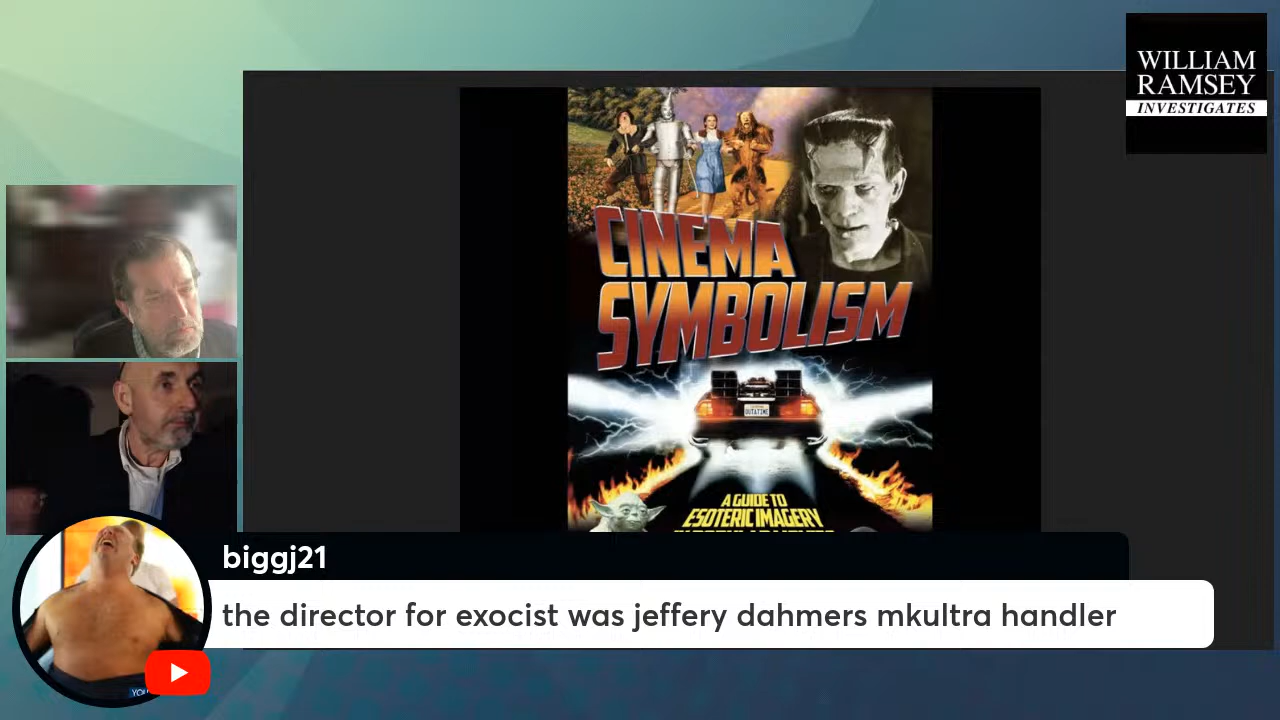 WILLIAM
RAMSEY
INVESTIGATES
CINEMA
SYMBOLISM
OUTATIME
A GUIDE TO
ESOTERIC IMAGERY
biggj21
the director for exocist was jeffery dahmers mkultra handler